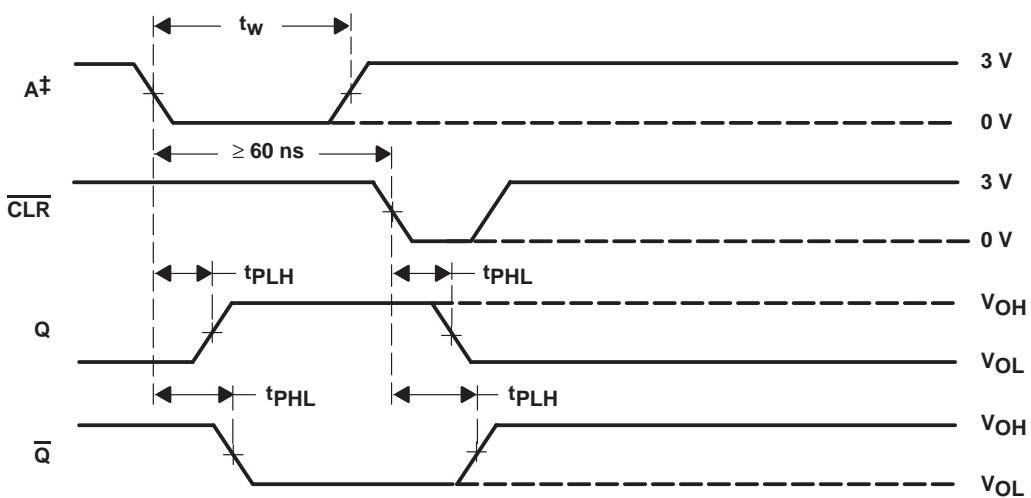 tw
A‡
3 V
0 V
≥ 60 ns
CLR
3 V
0 V
tPLH
tPHL
Q
VOH
VOL
tPHL
tPLH
Q
VOH
VOL